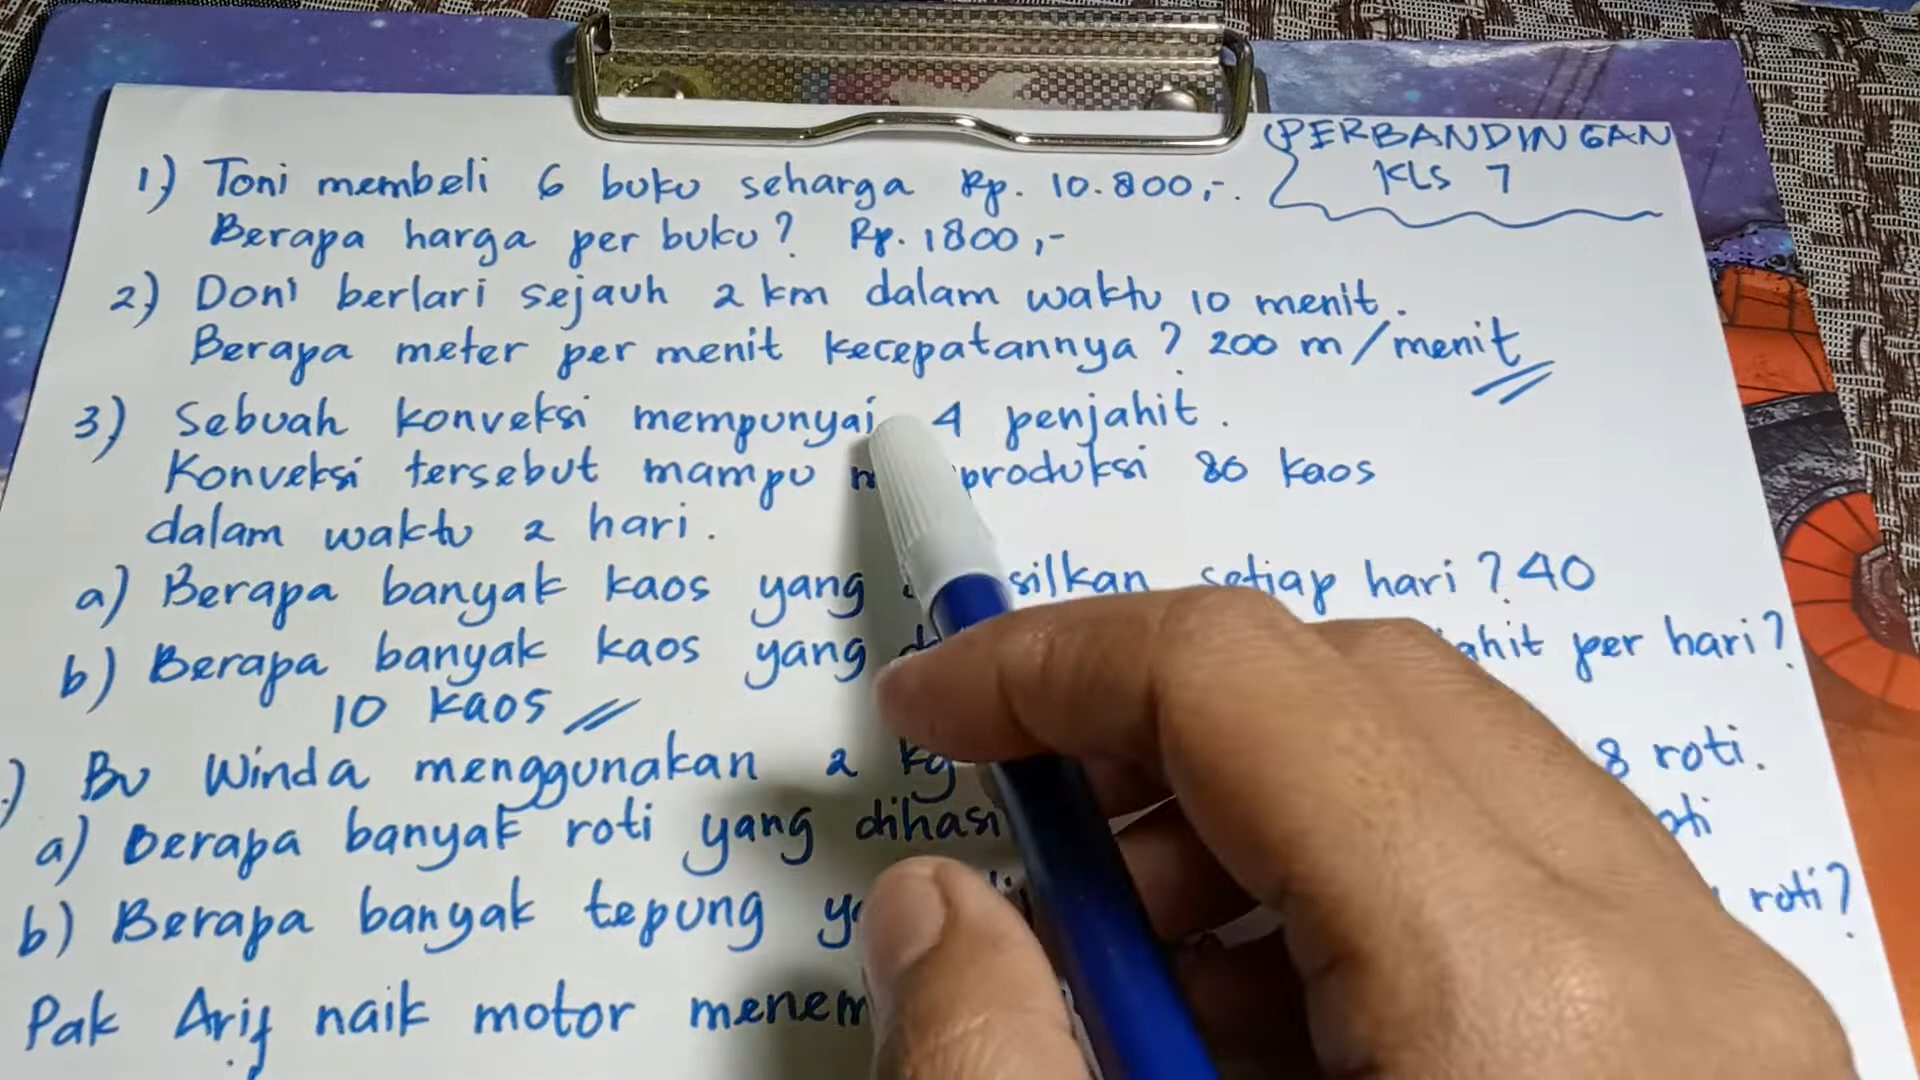 PERBANDINGAN
KLS 7
1) Toni membeli 6 buku seharga Rp. 10.800,-.
Berapa harga per buku? Rp. 1800,-
2) Doni berlari sejauh 2 km dalam waktu 10 menit.
Berapa meter per menit kecepatannya? 200 m/menit
3) Sebuah konveksi mempunyai 4 penjahit.
Konveksi tersebut mampu produksi 80 kaos
dalam waktu 2 hari.
a) Berapa banyak kaos yang silkan setiap hari? 40
b) Berapa banyak kaos yang ahit per hari?
10 kaos
.) Bu Winda menggunakan 2 kg 8 roti.
a) Berapa banyak roti yang dihasi
b) Berapa banyak tepung roti?
Pak Arif naik motor menem